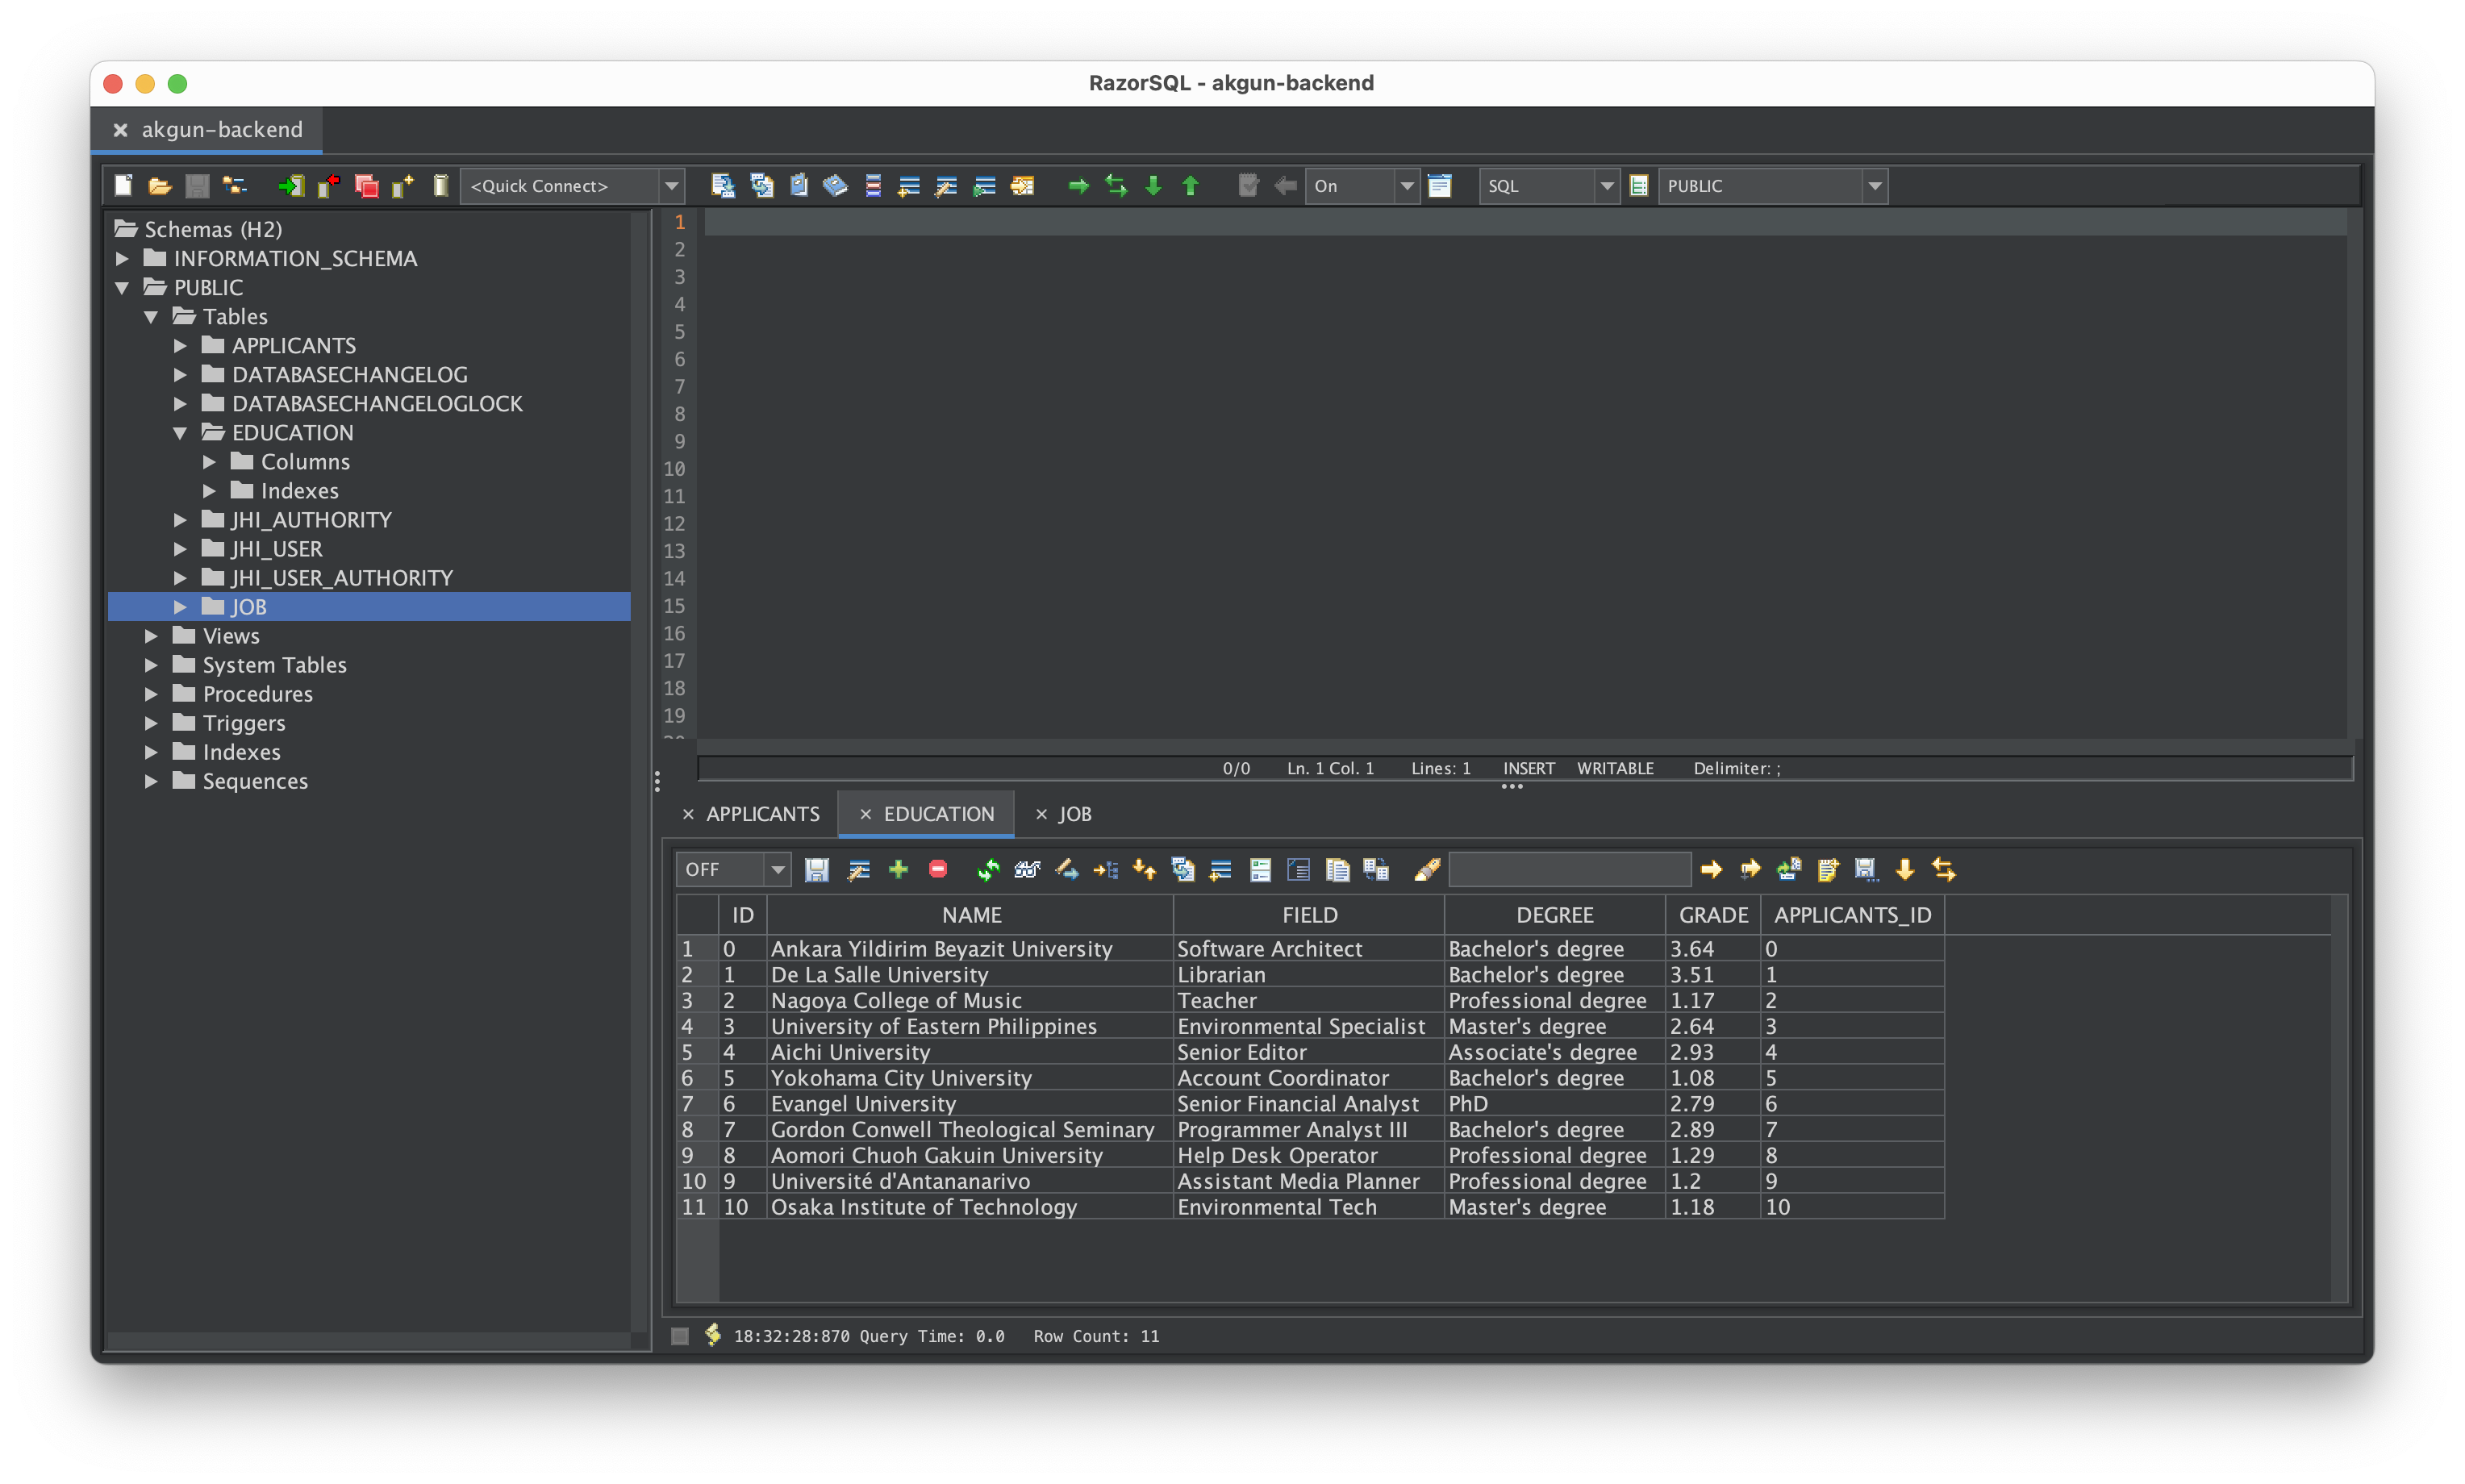 RazorSQL - akgun-backend
akgun-backend
<Quick Connect> On SQL PUBLIC
Schemas (H2)
INFORMATION_SCHEMA
PUBLIC
Tables
APPLICANTS
DATABASECHANGELOG
DATABASECHANGELOGLOCK
EDUCATION
Columns
Indexes
JHI_AUTHORITY
JHI_USER
JHI_USER_AUTHORITY
JOB
Views
System Tables
Procedures
Triggers
Indexes
Sequences
1
2
3
4
5
6
7
8
9
10
11
12
13
14
15
16
17
18
19
0/0 Ln. 1 Col. 1 Lines: 1 INSERT WRITABLE Delimiter: ;
APPLICANTS EDUCATION JOB
OFF
ID NAME FIELD DEGREE GRADE APPLICANTS_ID
1 0 Ankara Yildirim Beyazit University Software Architect Bachelor's degree 3.64 0
2 1 De La Salle University Librarian Bachelor's degree 3.51 1
3 2 Nagoya College of Music Teacher Professional degree 1.17 2
4 3 University of Eastern Philippines Environmental Specialist Master's degree 2.64 3
5 4 Aichi University Senior Editor Associate's degree 2.93 4
6 5 Yokohama City University Account Coordinator Bachelor's degree 1.08 5
7 6 Evangel University Senior Financial Analyst PhD 2.79 6
8 7 Gordon Conwell Theological Seminary Programmer Analyst III Bachelor's degree 2.89 7
9 8 Aomori Chuoh Gakuin University Help Desk Operator Professional degree 1.29 8
10 9 Université d'Antananarivo Assistant Media Planner Professional degree 1.2 9
11 10 Osaka Institute of Technology Environmental Tech Master's degree 1.18 10
18:32:28:870 Query Time: 0.0 Row Count: 11